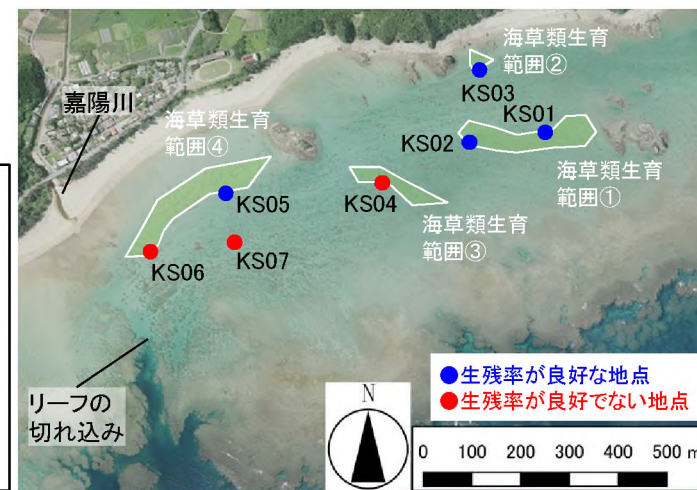 海草類生育
範囲②
KS03
KS01
嘉陽川
海草類生育
範囲④
KS02
海草類生育
範囲①
KS04
KS05
海草類生育
範囲③
KS06
KS07
リーフの
切れ込み
生残率が良好な地点
生残率が良好でない地点
N
0 100 200 300 400 500 m